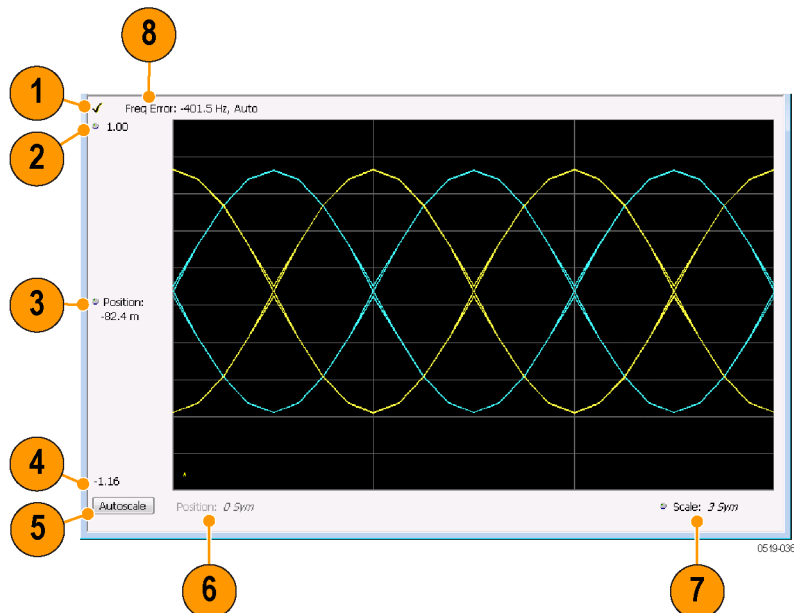 8
1
Freq Error: -401.5 Hz, Auto
2
1.00
3
Position:
-82.4 m
4
-1.16
5
Autoscale
Position: 0 Sym
Scale: 3 Sym
0519-036
6
7